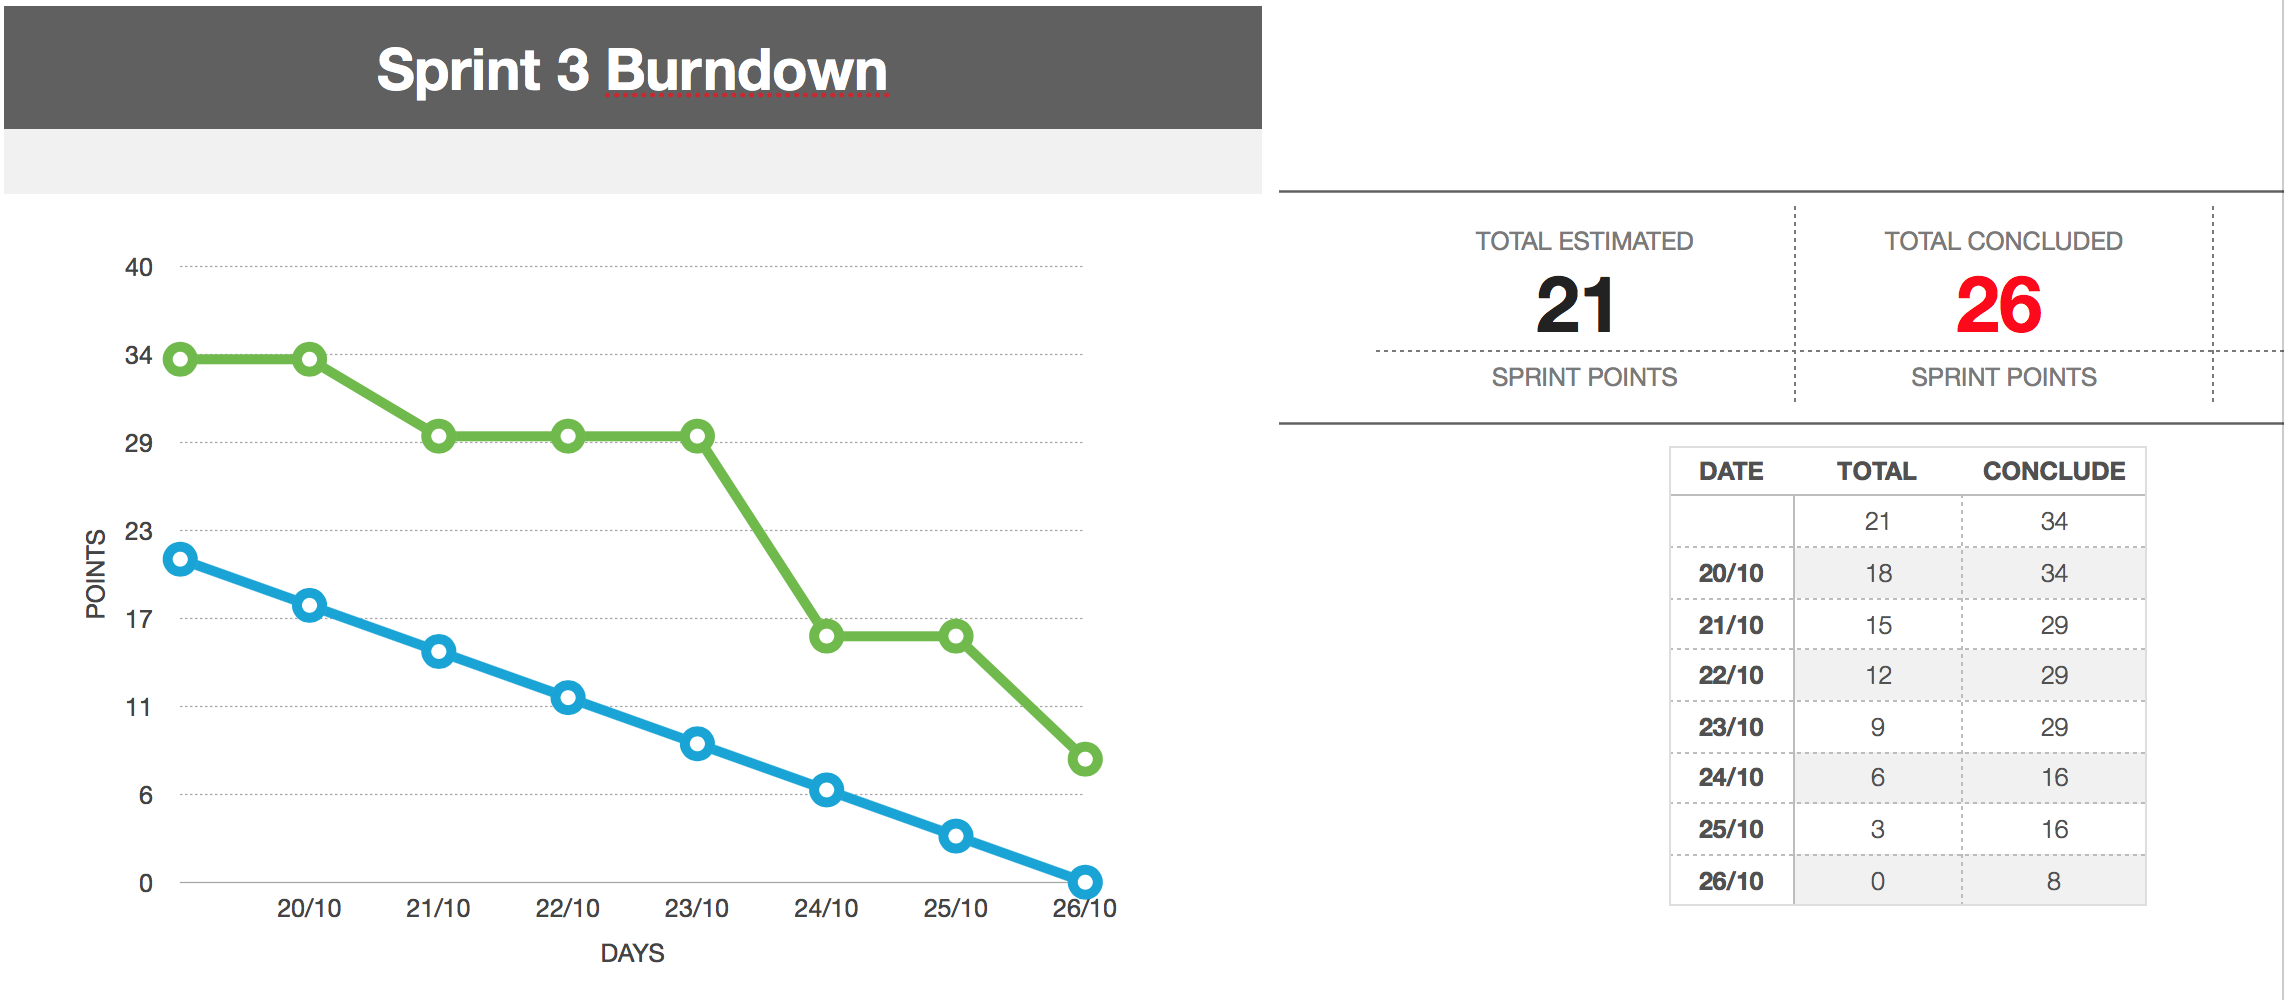 Sprint 3 Burndown
TOTAL ESTIMATED TOTAL CONCLUDED
21 26
SPRINT POINTS SPRINT POINTS
POINTS
40
34
29
23
17
11
6
0
20/10 21/10 22/10 23/10 24/10 25/10 26/10
DAYS
DATE TOTAL CONCLUDE
21 34
20/10 18 34
21/10 15 29
22/10 12 29
23/10 9 29
24/10 6 16
25/10 3 16
26/10 0 8